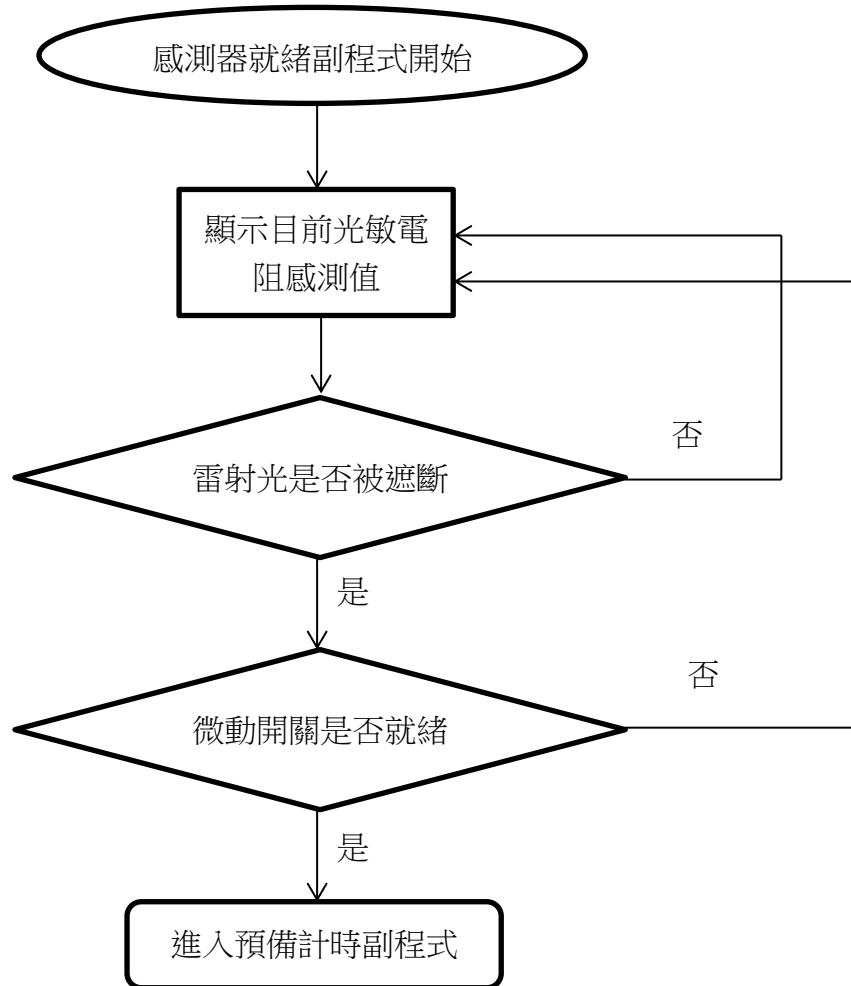 感測器就緒副程式開始
顯示目前光敏電
阻感測值
否
雷射光是否被遮斷
是
否
微動開關是否就緒
是
進入預備計時副程式